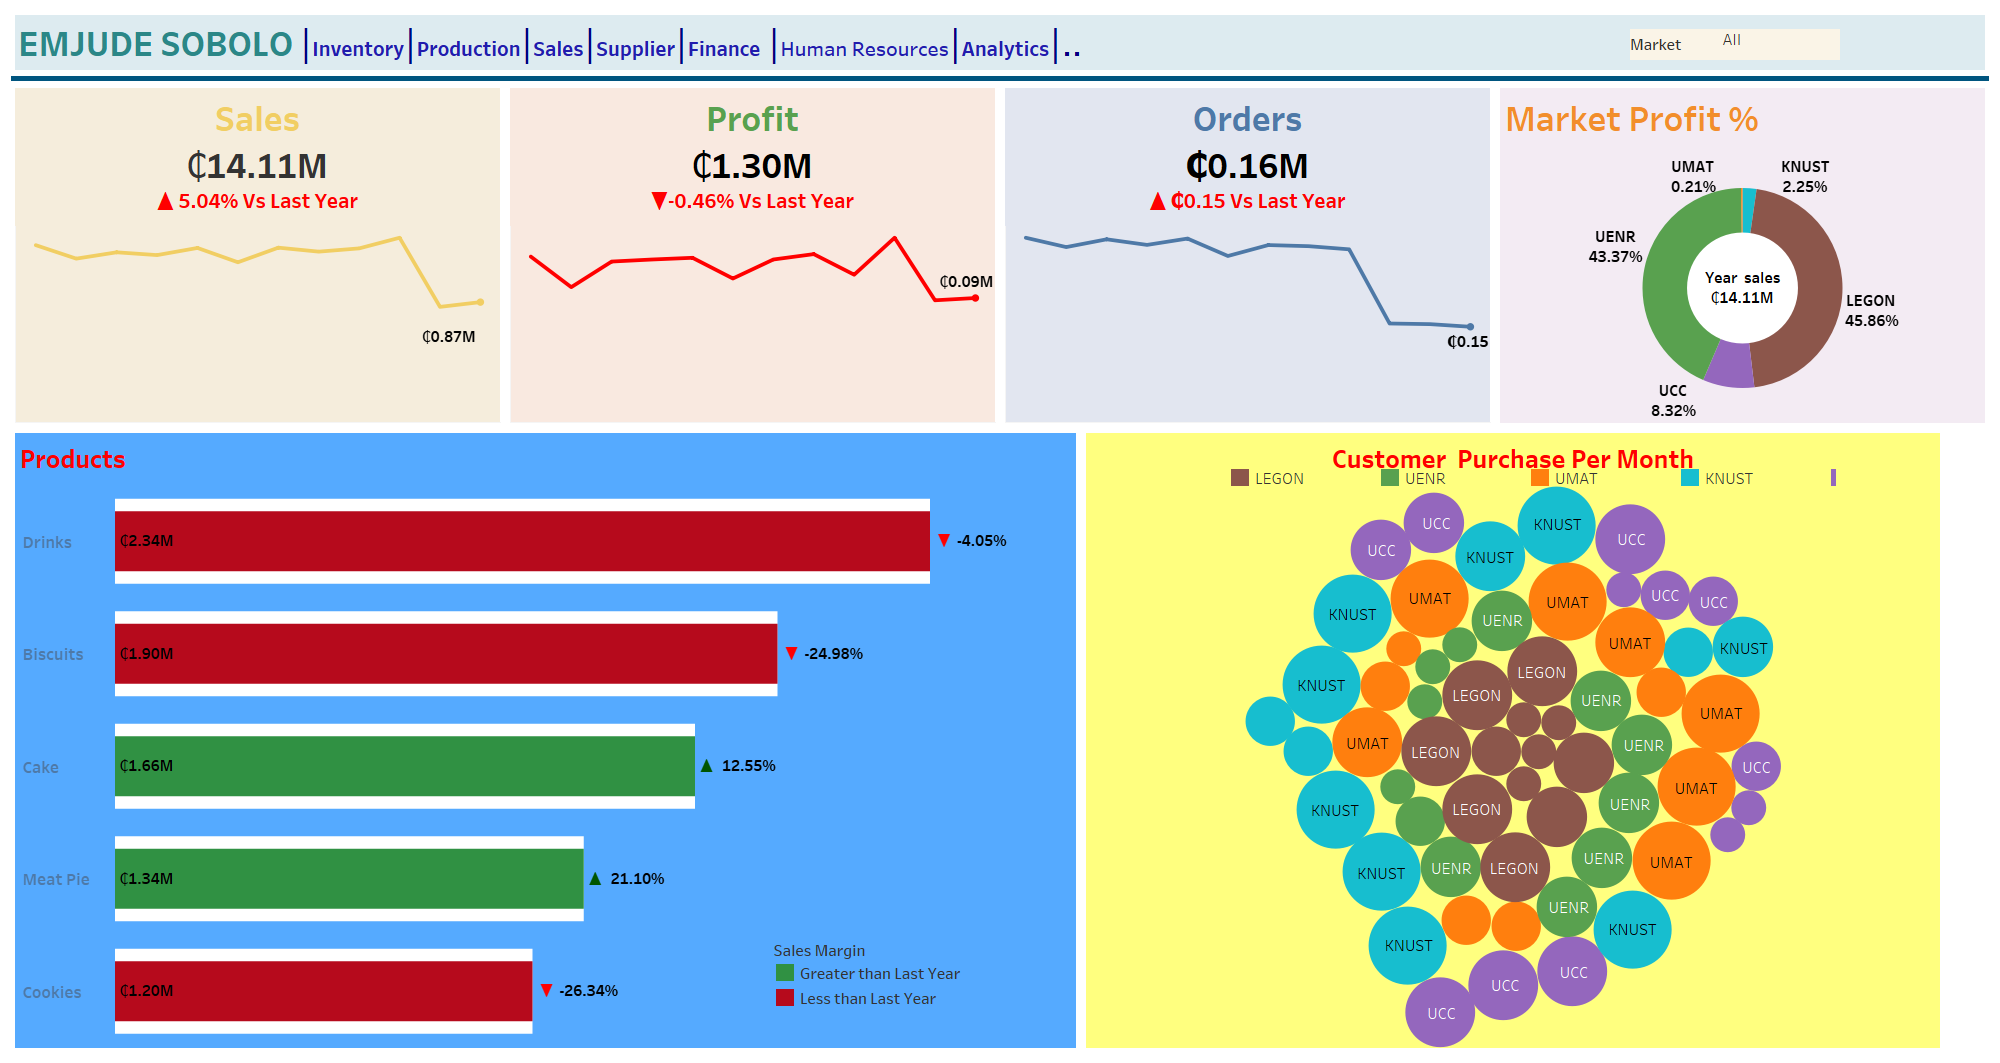 EMJUDE SOBOLO | Inventory | Production | Sales | Supplier | Finance | Human Resources | Analytics | ..
Market All
Sales
₵14.11M
▲ 5.04% Vs Last Year
₵0.87M
Profit
₵1.30M
▼-0.46% Vs Last Year
₵0.09M
Orders
₵0.16M
▲ ₵0.15 Vs Last Year
₵0.15
Market Profit %
UMAT
0.21%
KNUST
2.25%
UENR
43.37%
Year sales
₵14.11M
LEGON
45.86%
UCC
8.32%
Products
Drinks ₵2.34M ▼ -4.05%
Biscuits ₵1.90M ▼ -24.98%
Cake ₵1.66M ▲ 12.55%
Meat Pie ₵1.34M ▲ 21.10%
Cookies ₵1.20M ▼ -26.34%
Sales Margin
Greater than Last Year
Less than Last Year
Customer Purchase Per Month
LEGON UENR UMAT KNUST
UCC
KNUST
UCC
UCC
KNUST
UMAT
UMAT
UCC
UCC
KNUST
UENR
UMAT
KNUST
LEGON
KNUST
LEGON
UENR
UMAT
UMAT
LEGON
UENR
UCC
UMAT
KNUST
LEGON
UENR
UENR
UMAT
KNUST
UENR
LEGON
UENR
KNUST
KNUST
UCC
UCC
UCC